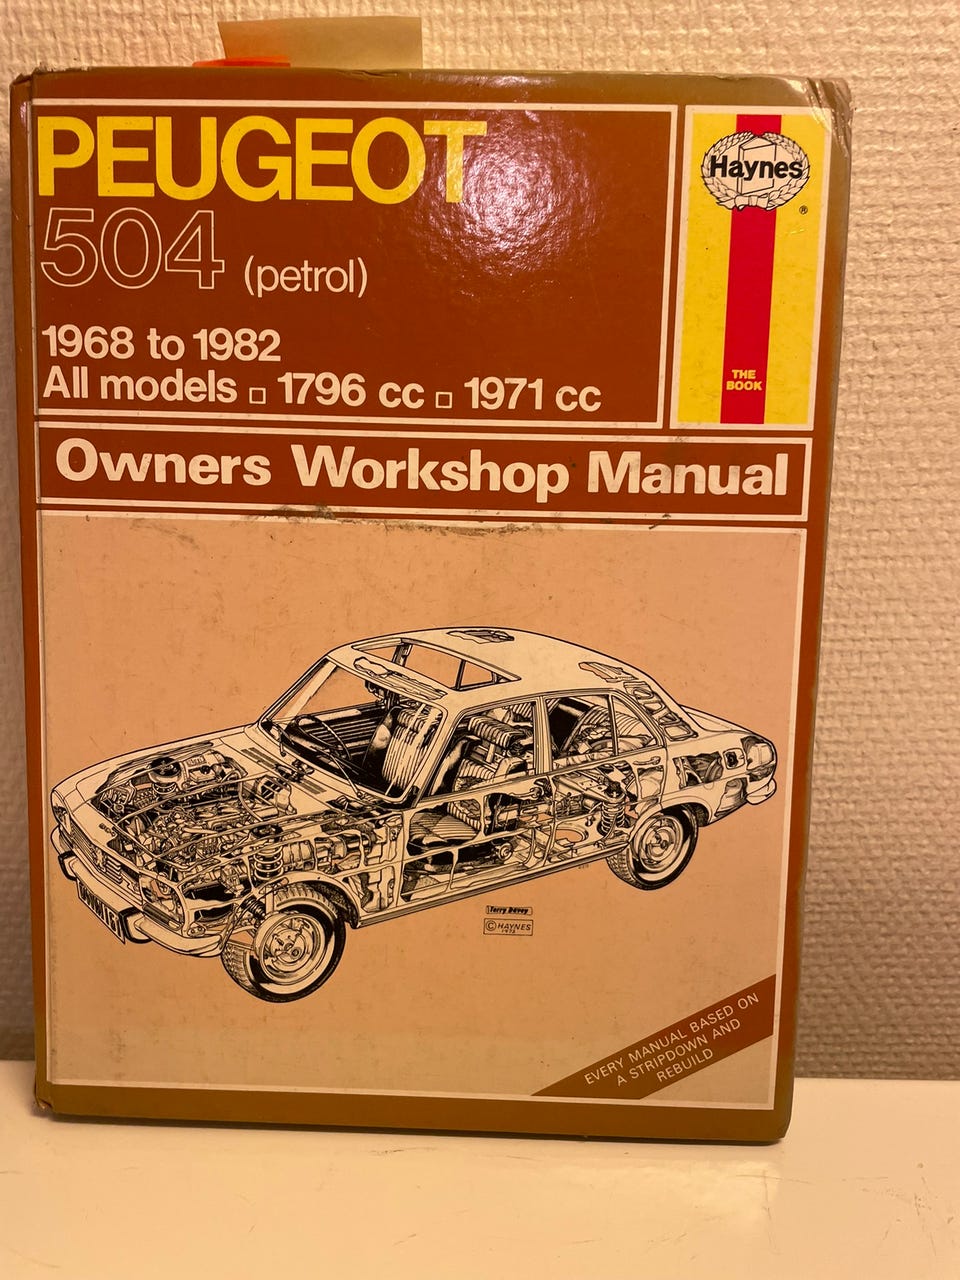 PEUGEOT
504 (petrol)
1968 to 1982
All models □ 1796 cc □ 1971 cc
Haynes
®
THE
BOOK
Owners Workshop Manual
Terry Davey
© HAYNES
1972
EVERY MANUAL BASED ON
A STRIPDOWN AND
REBUILD